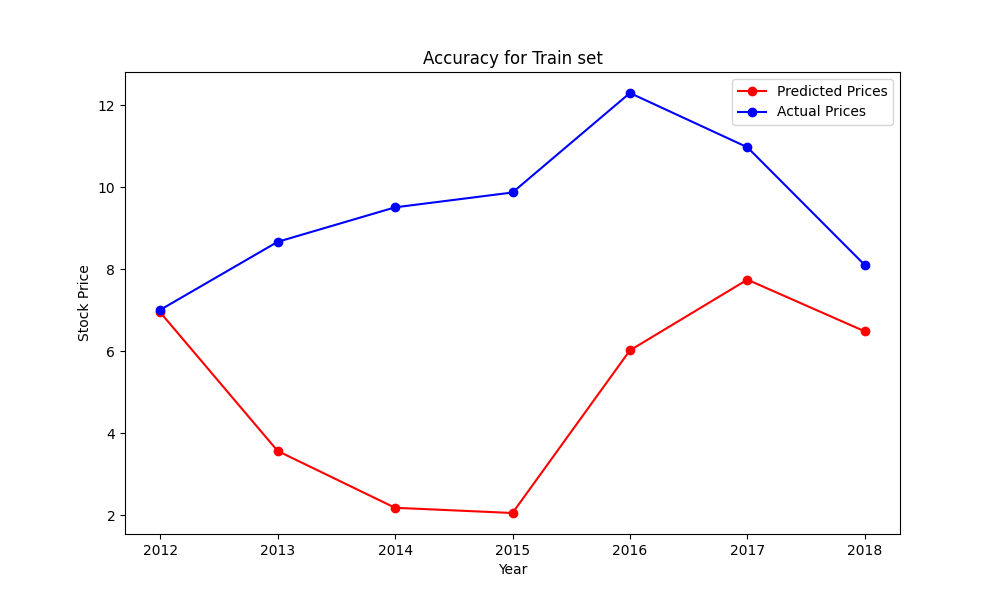 Accuracy for Train set
Predicted Prices
Actual Prices
12
10
8
6
4
2
Stock Price
2012 2013 2014 2015 2016 2017 2018
Year